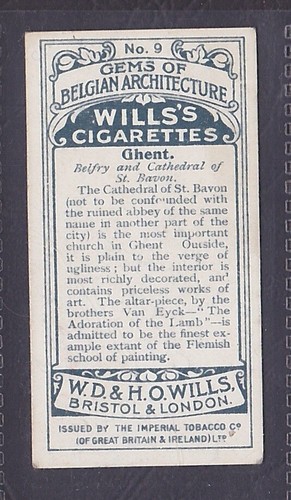 No. 9
GEMS OF
BELGIAN ARCHITECTURE
WILLS'S
CIGARETTES
Ghent.
Belfry and Cathedral of
St. Bavon.
The Cathedral of St. Bavon
(not to be confounded with
the ruined abbey of the same
name in another part of the
city) is the most important
church in Ghent Outside,
it is plain to the verge of
ugliness; but the interior is
most richly decorated, and
contains priceless works of
art. The altar-piece, by the
brothers Van Eyck—"The
Adoration of the Lamb"—is
admitted to be the finest ex-
ample extant of the Flemish
school of painting.
W.D. & H.O. WILLS,
BRISTOL & LONDON.
ISSUED BY THE IMPERIAL TOBACCO Co
(OF GREAT BRITAIN & IRELAND) LTD